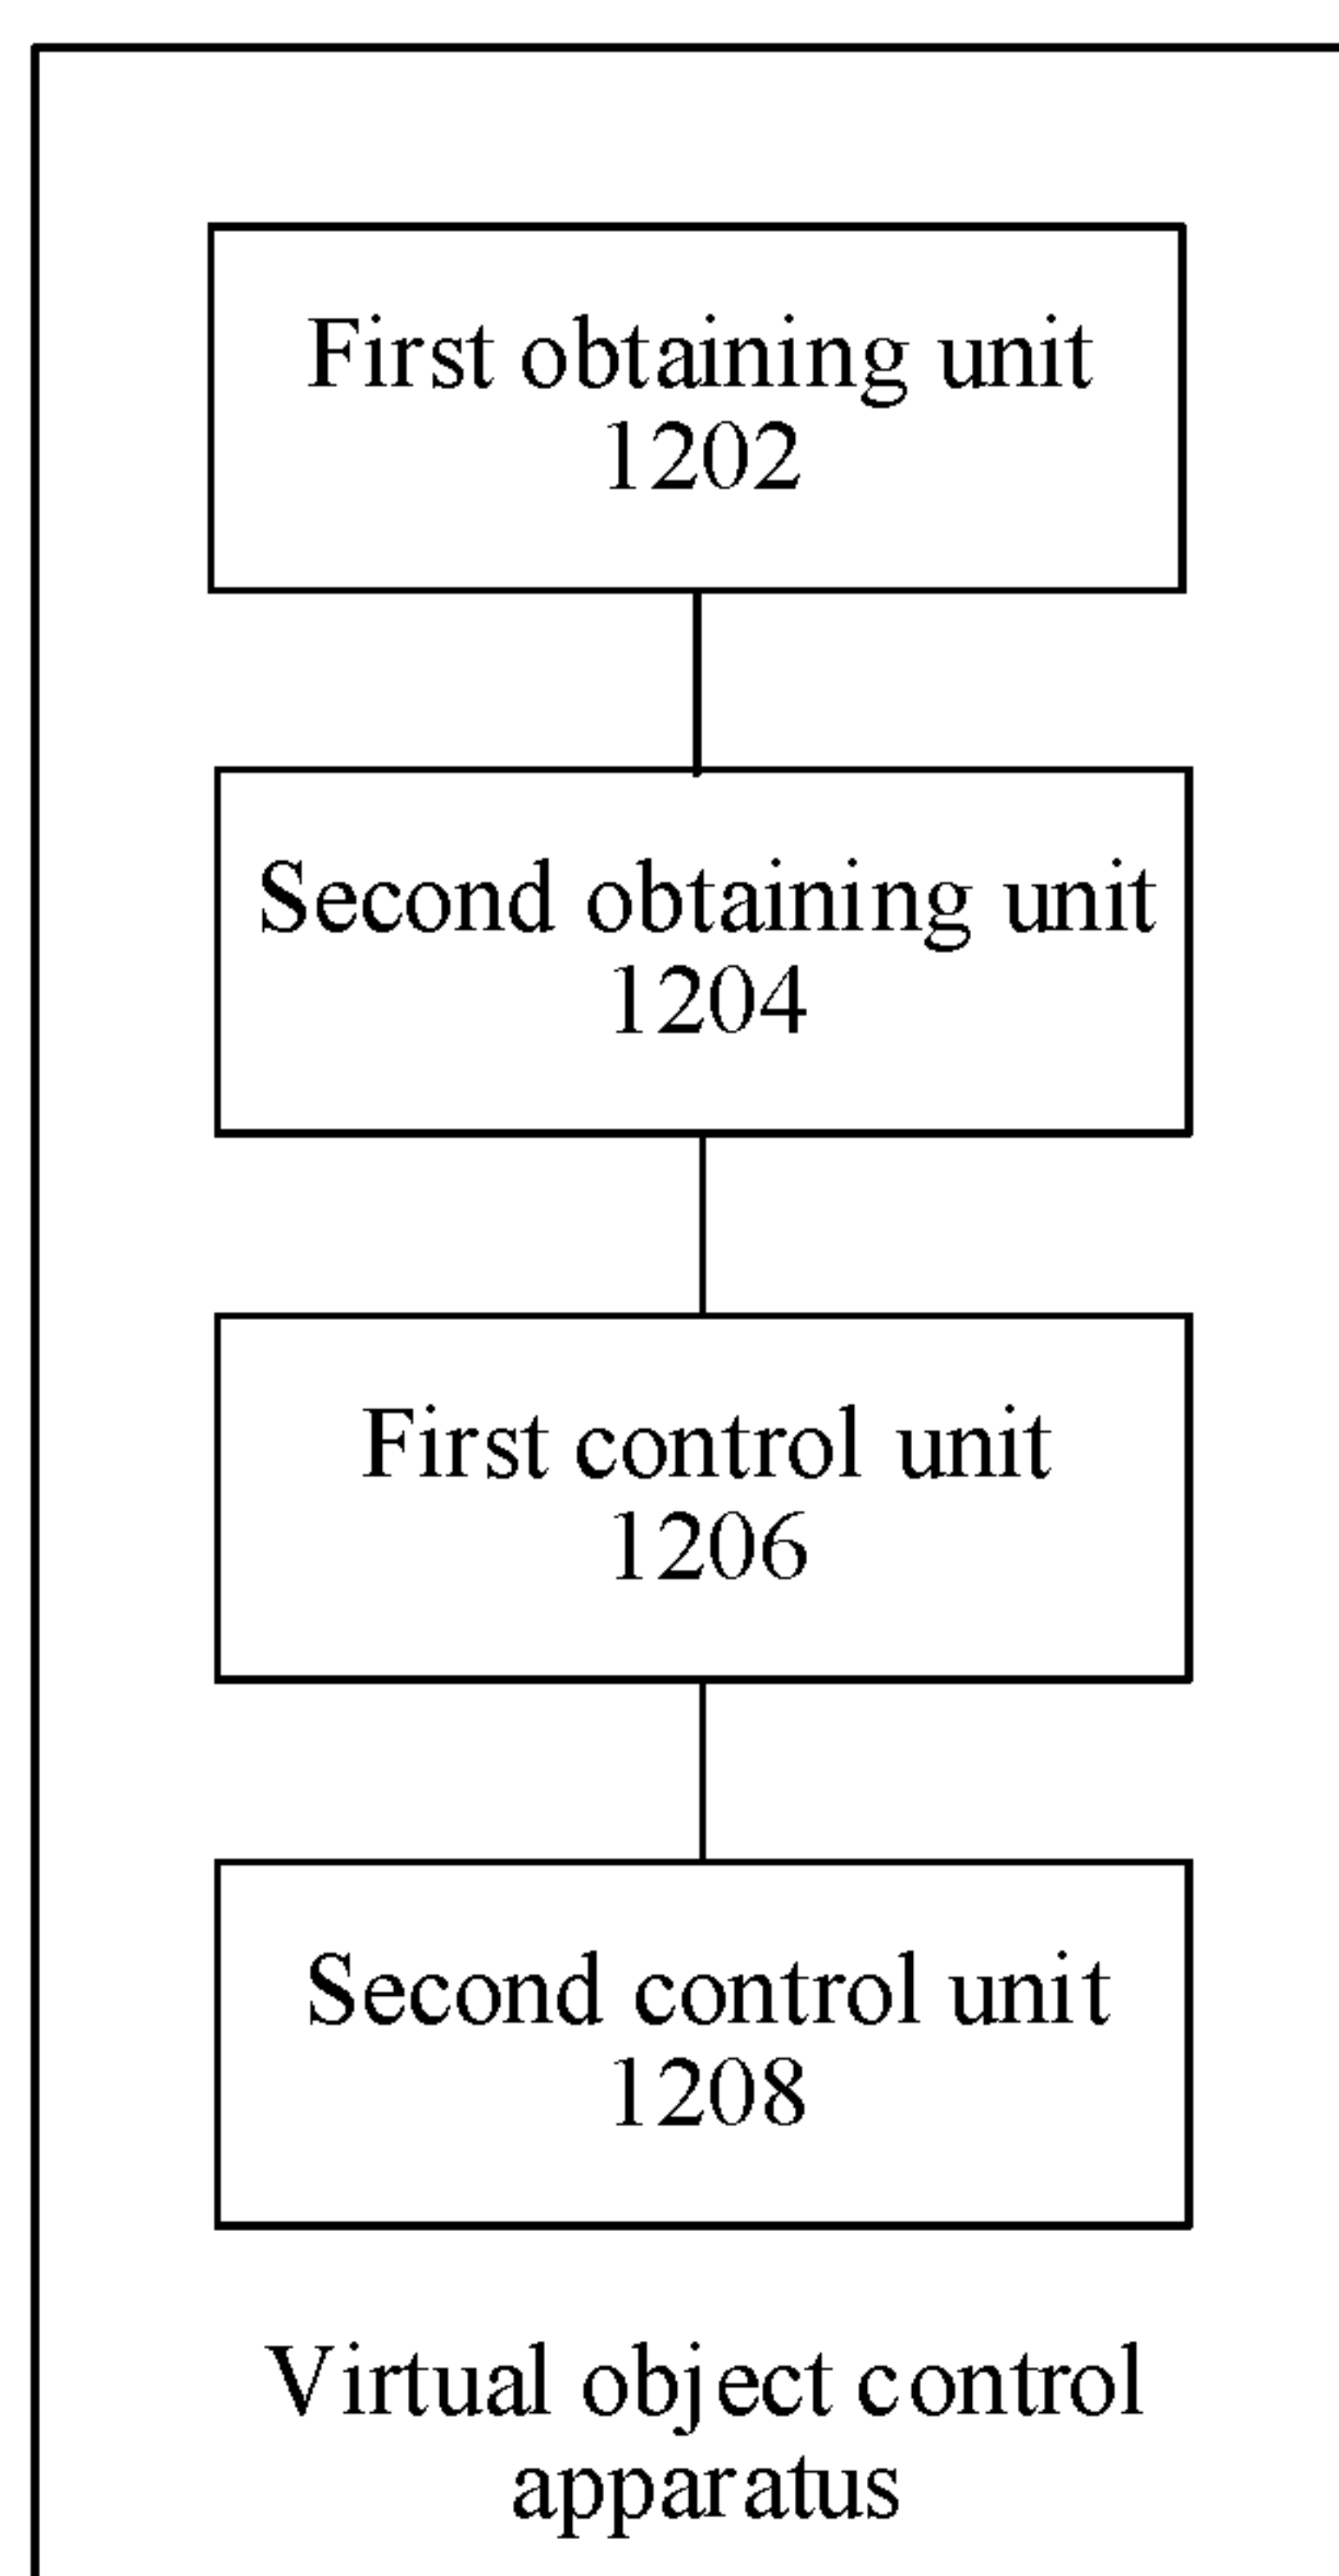 First obtaining unit
1202
Second obtaining unit
1204
First control unit
1206
Second control unit
1208
Virtual object control
apparatus